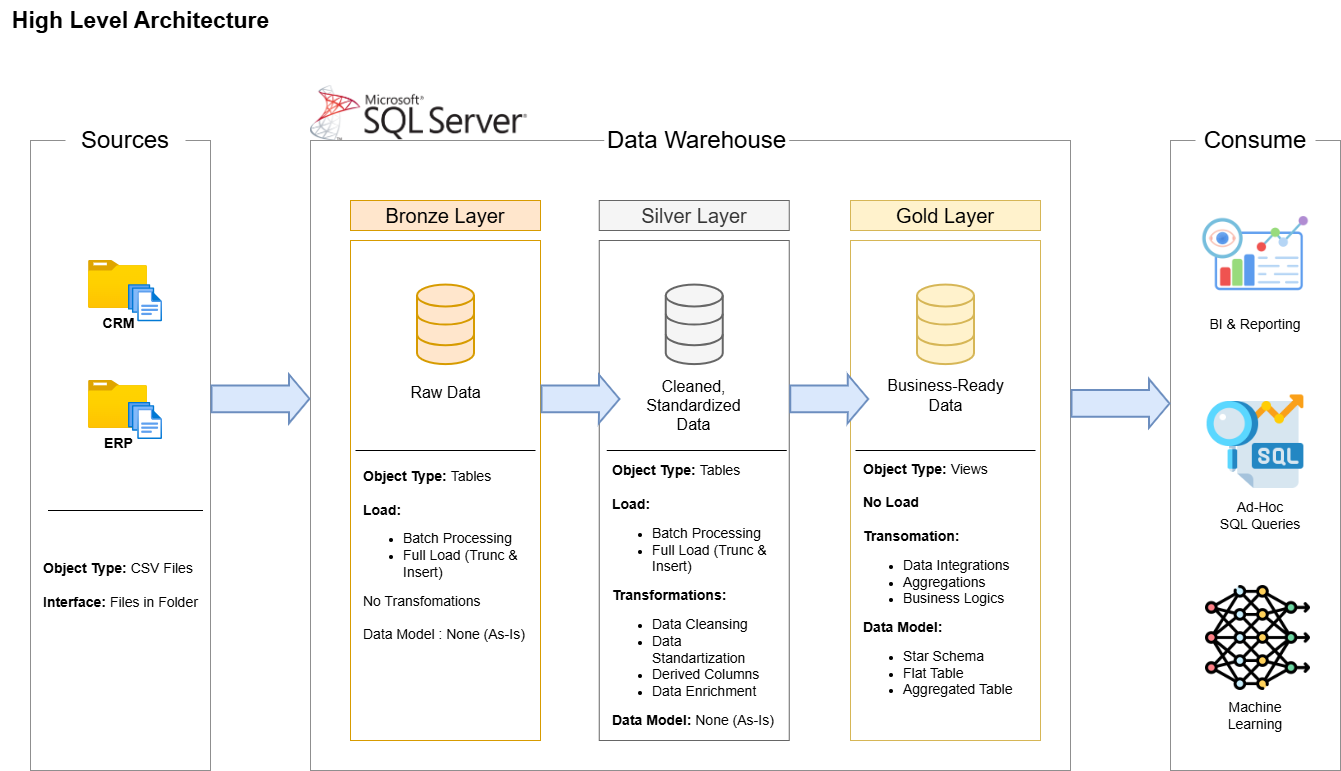 High Level Architecture
Microsoft®
SQL Server®
Sources
Data Warehouse
Consume
CRM
ERP
Object Type: CSV Files
Interface: Files in Folder
Bronze Layer
Raw Data
Object Type: Tables
Load:
Batch Processing
Full Load (Trunc &
Insert)
No Transfomations
Data Model : None (As-Is)
Silver Layer
Cleaned,
Standardized
Data
Object Type: Tables
Load:
Batch Processing
Full Load (Trunc &
Insert)
Transformations:
Data Cleansing
Data
Standartization
Derived Columns
Data Enrichment
Data Model: None (As-Is)
Gold Layer
Business-Ready
Data
Object Type: Views
No Load
Transomation:
Data Integrations
Aggregations
Business Logics
Data Model:
Star Schema
Flat Table
Aggregated Table
BI & Reporting
SQL
Ad-Hoc
SQL Queries
Machine
Learning